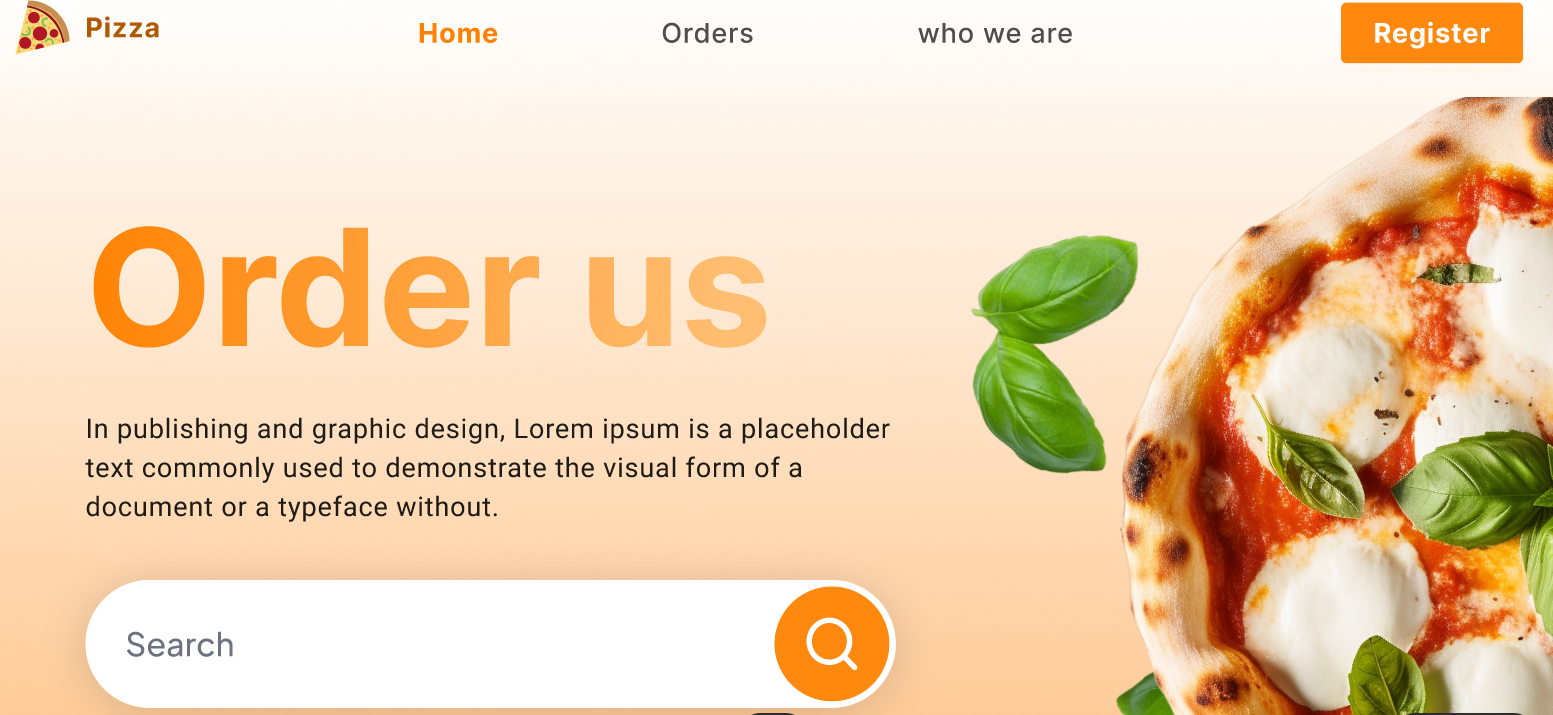 Pizza
Home
Orders
who we are
Register
Order us
In publishing and graphic design, Lorem ipsum is a placeholder
text commonly used to demonstrate the visual form of a
document or a typeface without.
Search